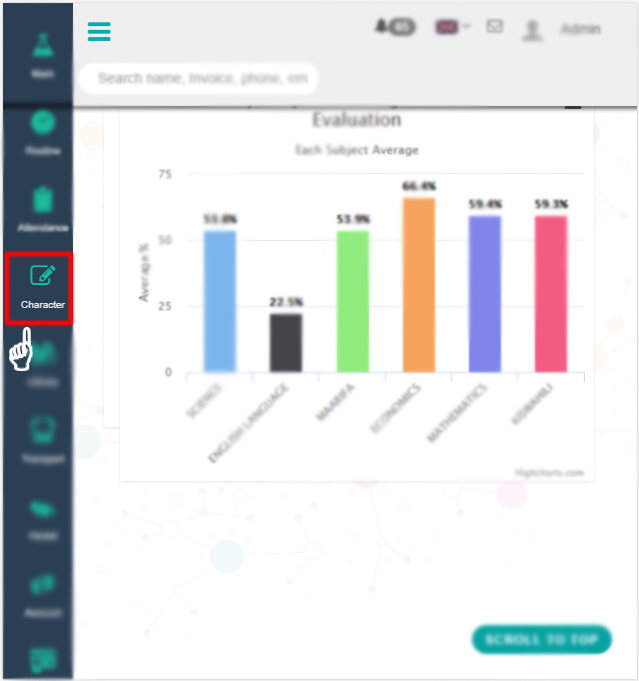 Admin
Search name, Invoice, phone, em
Mark
Routine
Evaluation
Each Subject Average
75
66.4%
59.4%
59.3%
53.8%
53.9%
Attendance
50
Average %
Character
25
22.5%
0
Library
SCIENCE
ENGLISH LANGUAGE
MAARIFA
ECONOMICS
MATHEMATICS
KISWAHILI
Transport
Highcharts.com
Hostel
Account
SCROLL TO TOP